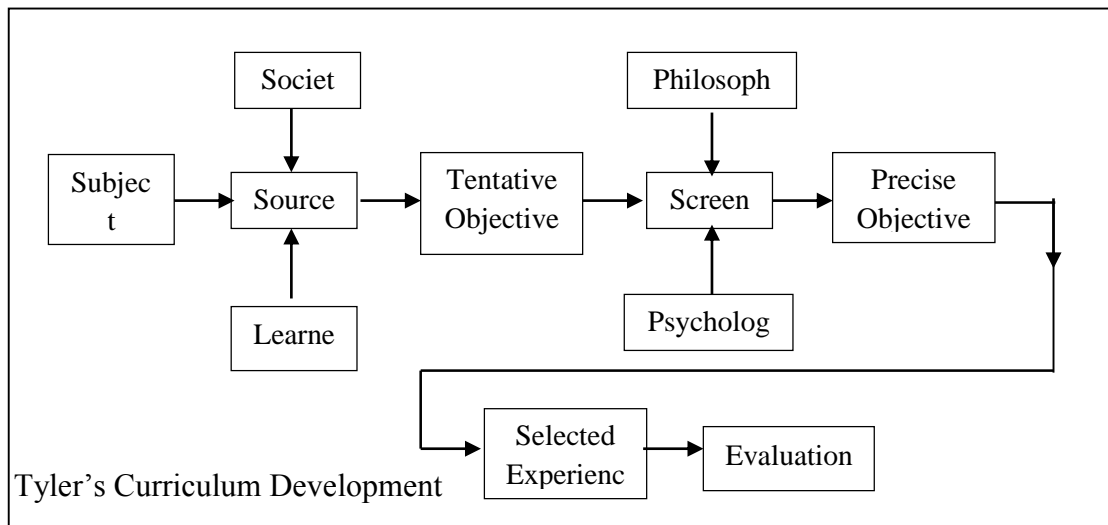 Societ
Philosoph
Subjec
t
Source
Tentative
Objective
Screen
Precise
Objective
Learne
Psycholog
Selected
Experienc
Evaluation
Tyler's Curriculum Development